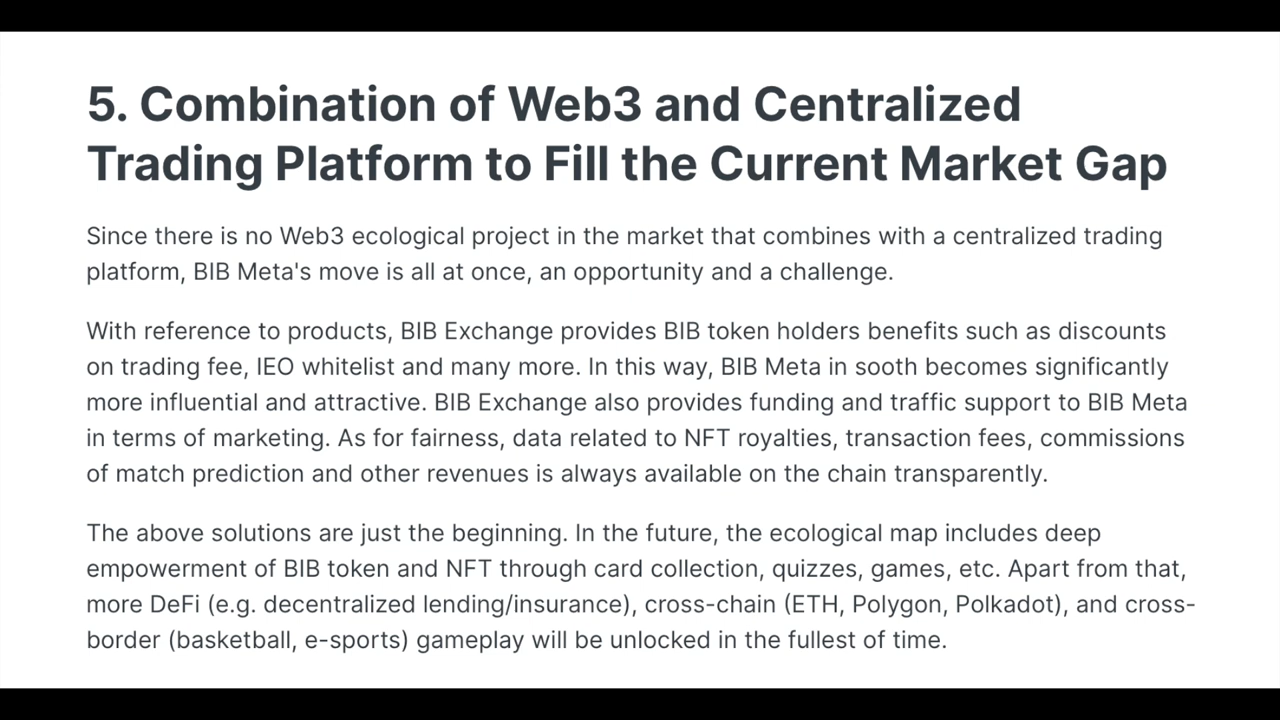 5. Combination of Web3 and Centralized
Trading Platform to Fill the Current Market Gap
Since there is no Web3 ecological project in the market that combines with a centralized trading
platform, BIB Meta's move is all at once, an opportunity and a challenge.
With reference to products, BIB Exchange provides BIB token holders benefits such as discounts
on trading fee, IEO whitelist and many more. In this way, BIB Meta in sooth becomes significantly
more influential and attractive. BIB Exchange also provides funding and traffic support to BIB Meta
in terms of marketing. As for fairness, data related to NFT royalties, transaction fees, commissions
of match prediction and other revenues is always available on the chain transparently.
The above solutions are just the beginning. In the future, the ecological map includes deep
empowerment of BIB token and NFT through card collection, quizzes, games, etc. Apart from that,
more DeFi (e.g. decentralized lending/insurance), cross-chain (ETH, Polygon, Polkadot), and cross-
border (basketball, e-sports) gameplay will be unlocked in the fullest of time.